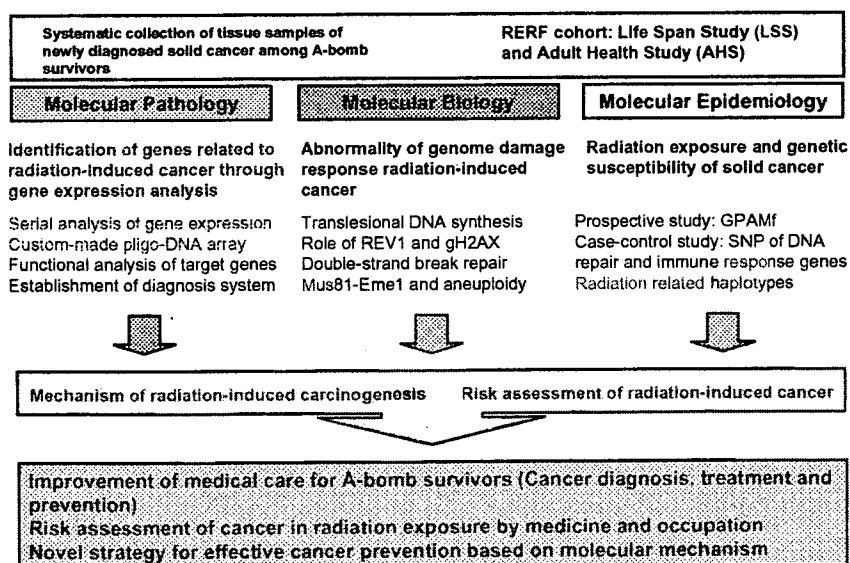 Systematic collection of tissue samples of
newly diagnosed solid cancer among A-bomb
survivors
RERF cohort: Life Span Study (LSS)
and Adult Health Study (AHS)
Molecular Pathology
Molecular Biology
Molecular Epidemiology
Identification of genes related to
radiation-induced cancer through
gene expression analysis
Serial analysis of gene expression
Custom-made pligo-DNA array
Functional analysis of target genes
Establishment of diagnosis system
Abnormality of genome damage
response radiation-induced
cancer
Translesional DNA synthesis
Role of REV1 and gH2AX
Double-strand break repair
Mus81-Eme1 and aneuploidy
Radiation exposure and genetic
susceptibility of solid cancer
Prospective study: GPAMf
Case-control study: SNP of DNA
repair and immune response genes
Radiation related haplotypes
Mechanism of radiation-induced carcinogenesis
Risk assessment of radiation-induced cancer
Improvement of medical care for A-bomb survivors (Cancer diagnosis, treatment and
prevention)
Risk assessment of cancer in radiation exposure by medicine and occupation
Novel strategy for effective cancer prevention based on molecular mechanism